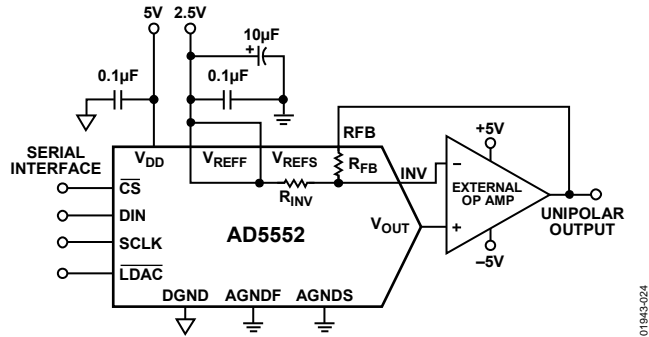 5V 2.5V
10µF
+
0.1µF 0.1µF
RFB
+5V
SERIAL
INTERFACE
VDD VREFF VREFS RFB INV –
CS
RINV
EXTERNAL
OP AMP
DIN
UNIPOLAR
OUTPUT
SCLK
AD5552
VOUT +
LDAC
–5V
DGND AGNDF AGNDS
01943-024